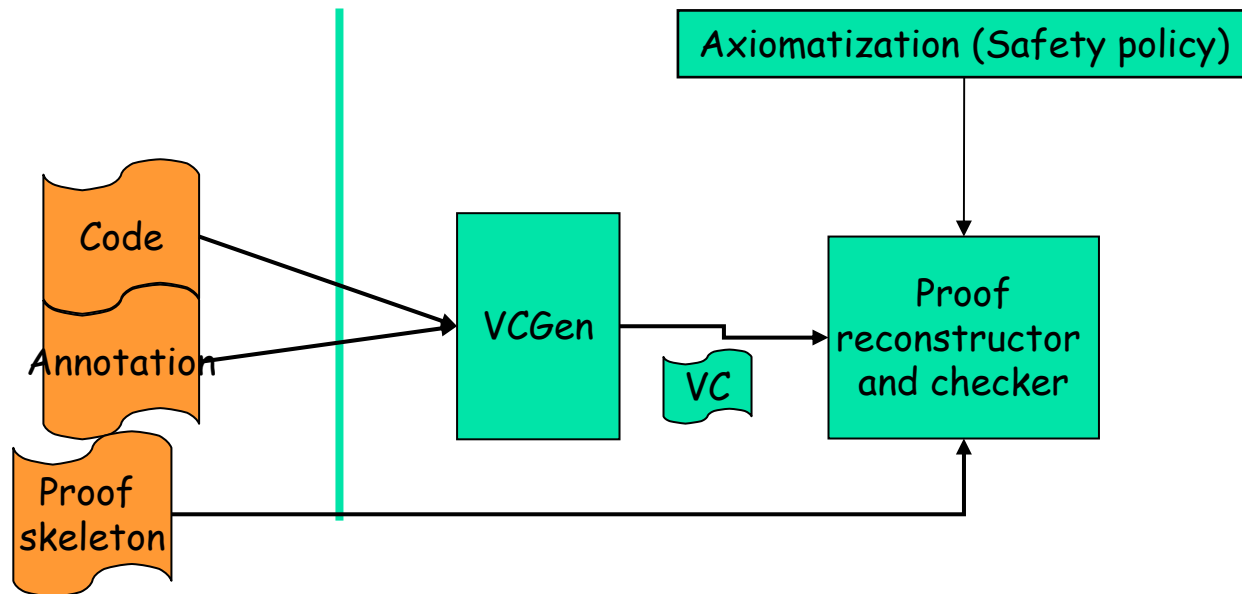 Axiomatization (Safety policy)
Code
Annotation
Proof
skeleton
VCGen
VC
Proof
reconstructor
and checker